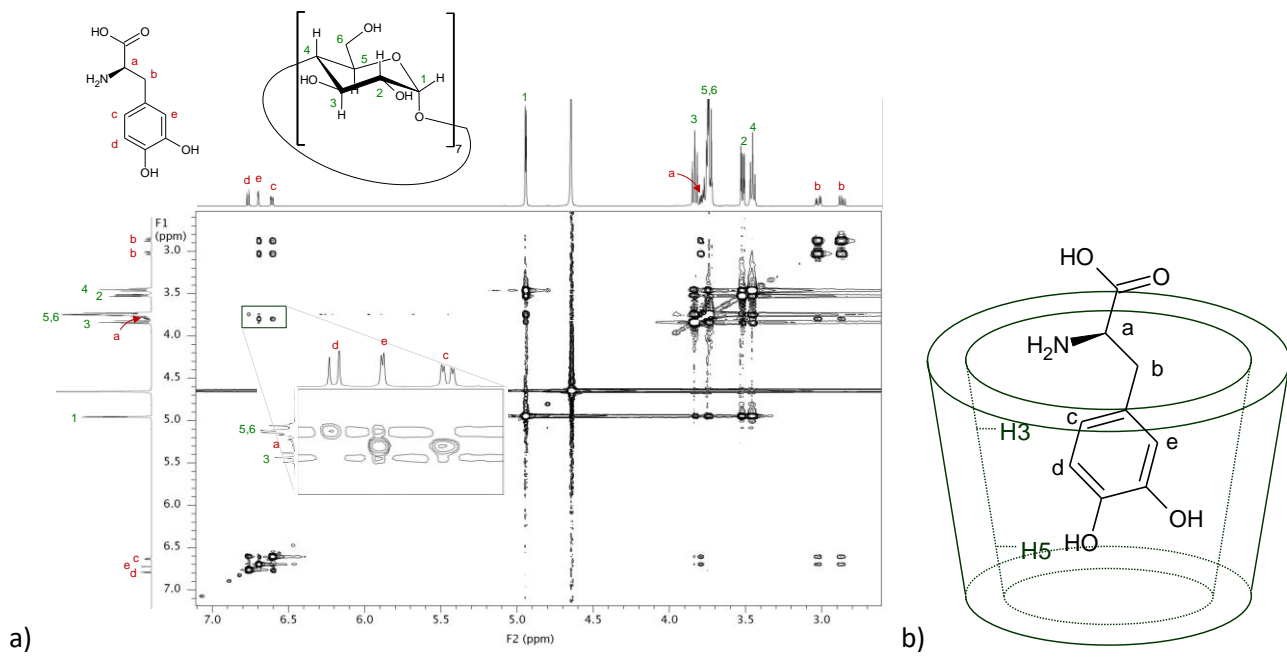 HO
O
a
b
H2N
c
e
d
OH
OH
OH
6
H
4
5
H
O
HO
H
1
H
2
OH
3
H
O
7
1
5,6
3
4
2
a
d
e
c
b
b
F1
(ppm)
b
b
4
2
5,6
3
a
1
c
e
d
3.0
3.5
4.0
4.5
5.0
5.5
6.0
6.5
7.0
d
e
c
5,6
a
3
7.0
6.5
6.0
5.5
5.0
4.5
4.0
3.5
3.0
F2 (ppm)
a)
HO
O
H2N
a
b
c
e
d
H3
OH
HO
H5
b)